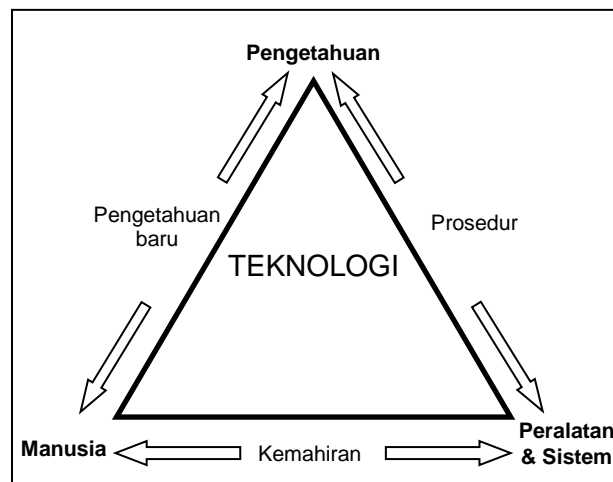 Pengetahuan
Pengetahuan
baru
Prosedur
TEKNOLOGI
Manusia
Kemahiran
Peralatan
& Sistem